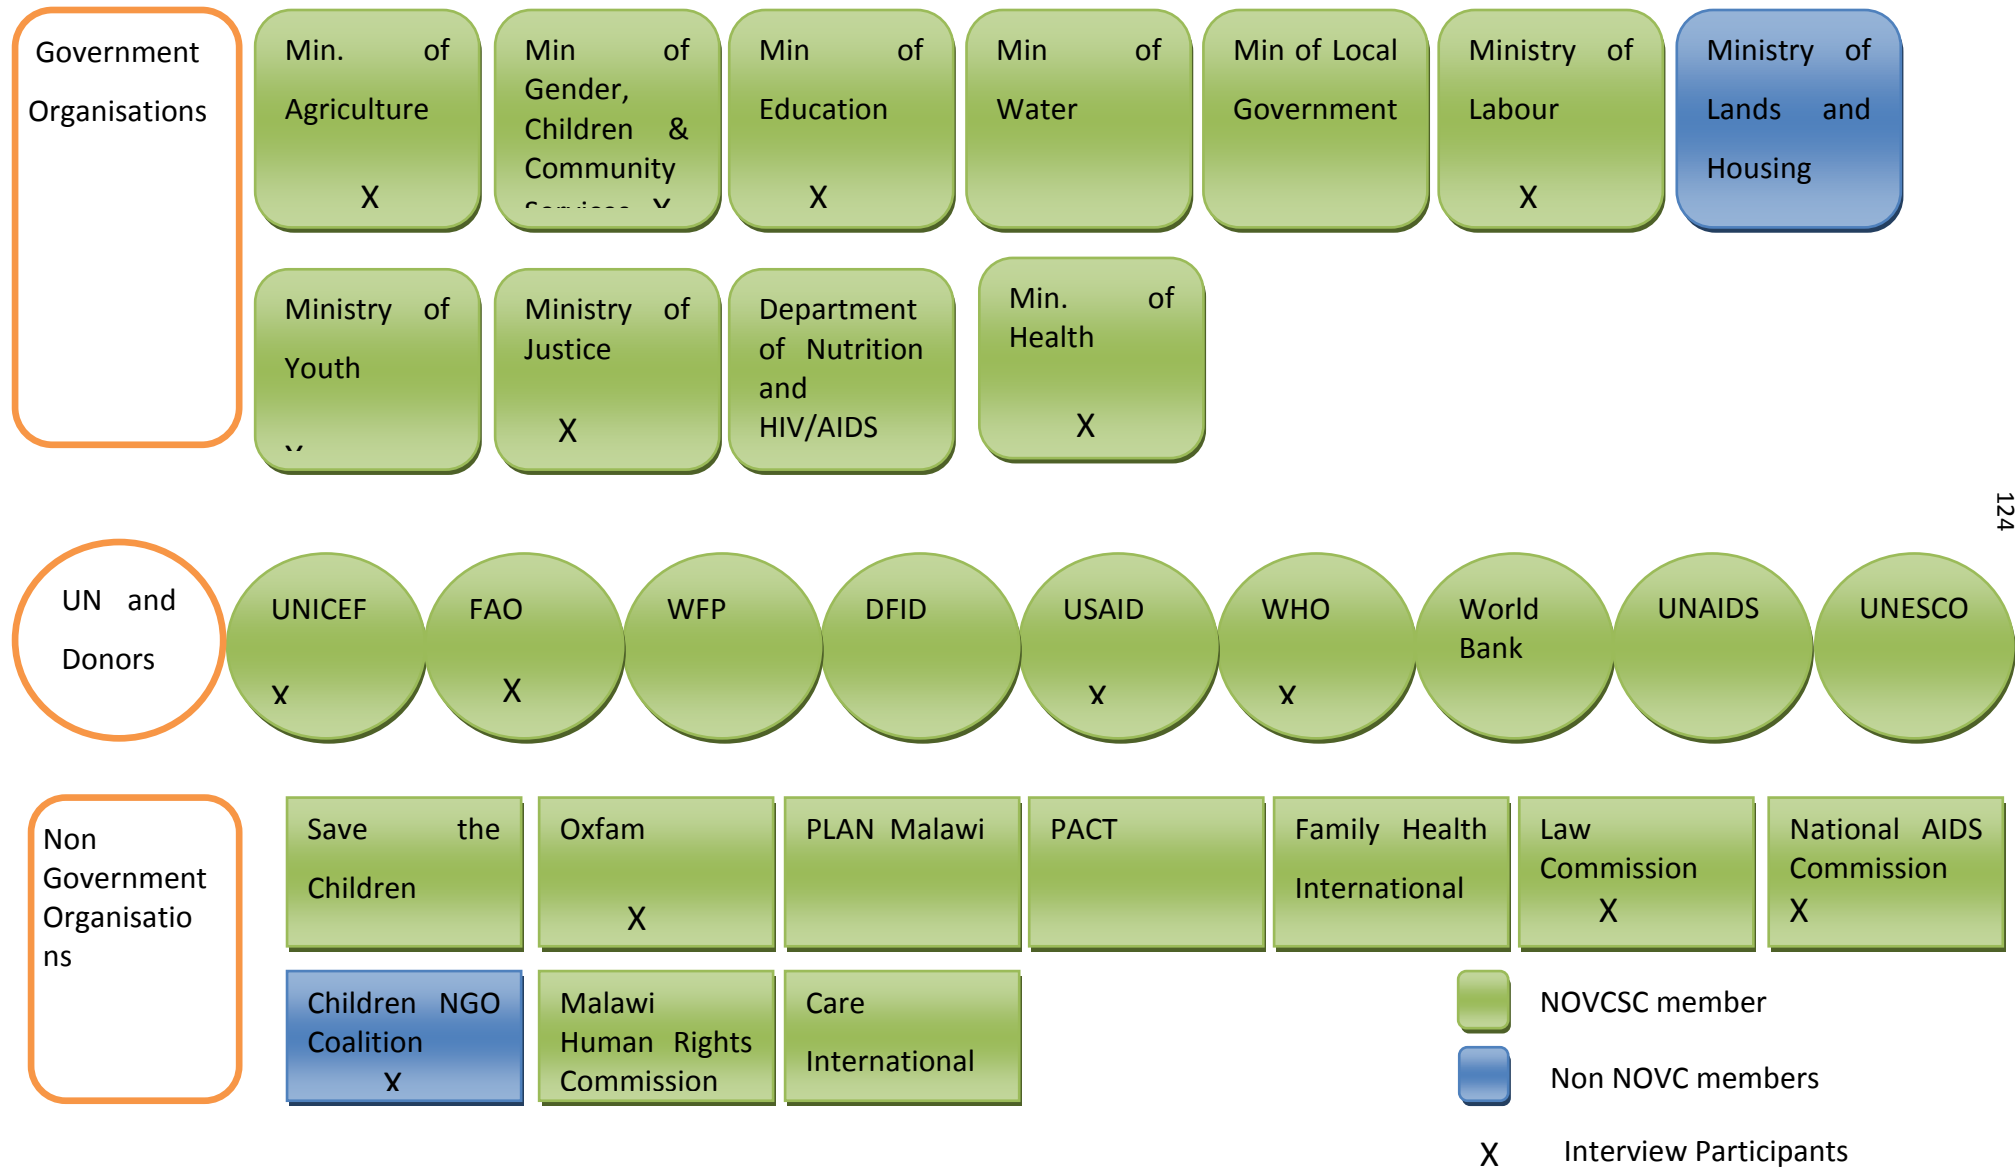 Government
Organisations
Min. of
Agriculture
X
Min of
Gender,
Children &
Community
Services X
Min of
Education
X
Min of
Water
Min of Local
Government
Ministry of
Labour
X
Ministry of
Lands and
Housing
Ministry of
Youth
X
Ministry of
Justice
X
Department
of Nutrition
and
HIV/AIDS
Min. of
Health
X
124
UN and
Donors
UNICEF
X
FAO
X
WFP
DFID
USAID
X
WHO
X
World
Bank
UNAIDS
UNESCO
Non
Government
Organisatio
ns
Save the
Children
Oxfam
X
PLAN Malawi
PACT
Family Health
International
Law
Commission
X
National AIDS
Commission
X
Children NGO
Coalition
X
Malawi
Human Rights
Commission
Care
International
NOVCSC member
Non NOVC members
X Interview Participants